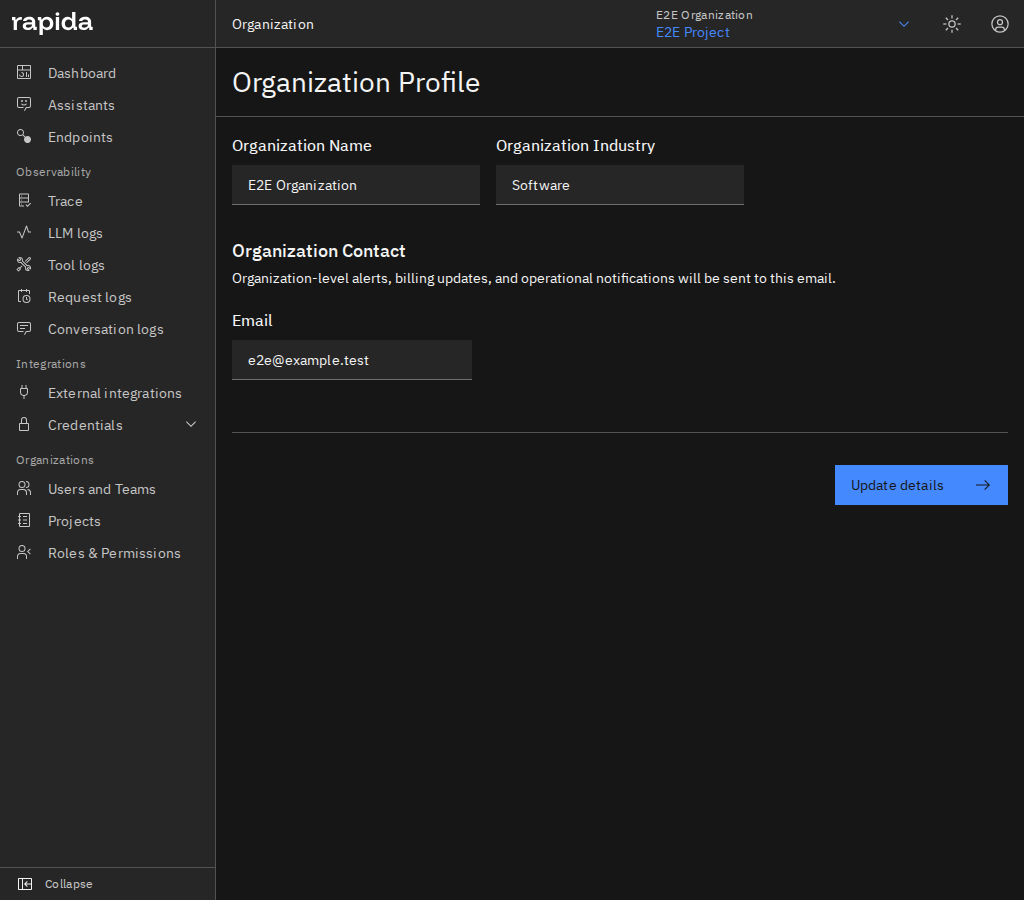 rapida
Organization
E2E Organization
E2E Project
Dashboard
Assistants
Endpoints
Observability
Trace
LLM logs
Tool logs
Request logs
Conversation logs
Integrations
External integrations
Credentials
Organizations
Users and Teams
Projects
Roles & Permissions
Collapse
Organization Profile
Organization Name
Organization Industry
E2E Organization
Software
Organization Contact
Organization-level alerts, billing updates, and operational notifications will be sent to this email.
Email
e2e@example.test
Update details